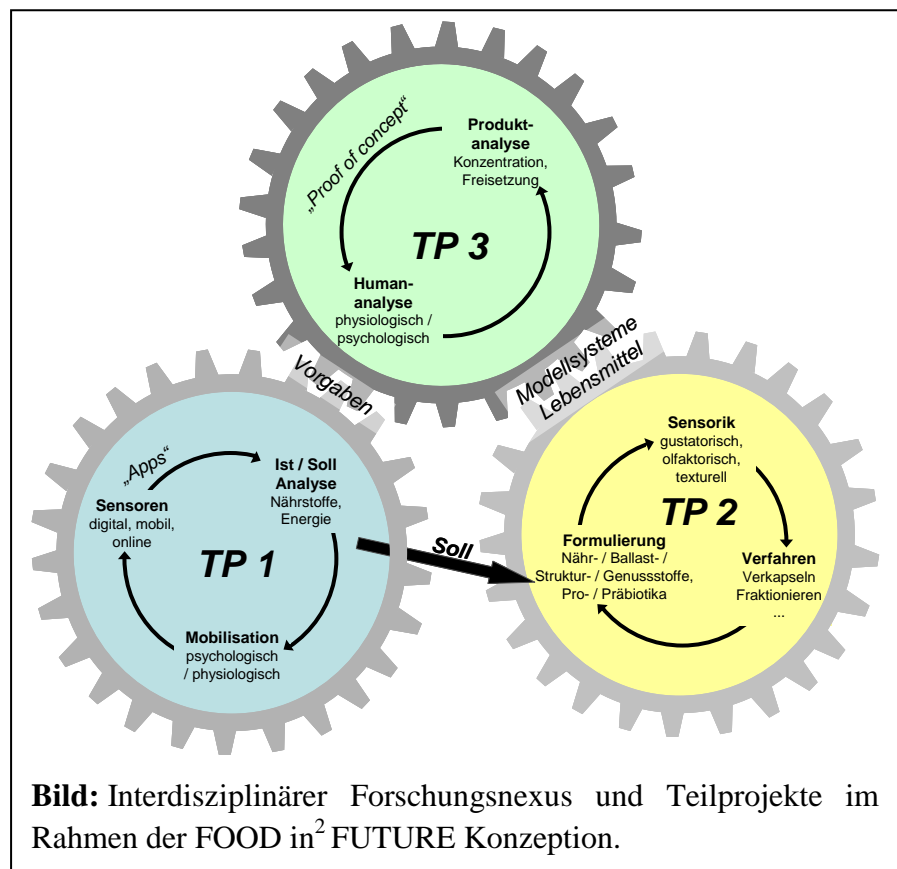 „Proof of concept“
Produkt-
analyse
Konzentration,
Freisetzung
TP 3
Human-
analyse
physiologisch /
psychologisch
Vorgaben
Modellsysteme
Lebensmittel
„Apps“
Ist / Soll
Analyse
Nährstoffe,
Energie
Sensoren
digital, mobil,
online
TP 1
Mobilisation
psychologisch
/ physiologisch
Soll
Sensorik
gustatorisch,
olfaktorisch,
texturell
TP 2
Formulierung
Nähr- / Ballast- /
Struktur- / Genussstoffe,
Pro- / Präbiotika
Verfahren
Verkapseln
Fraktionieren
...
Bild: Interdisziplinärer Forschungsnexus und Teilprojekte im
Rahmen der FOOD in² FUTURE Konzeption.